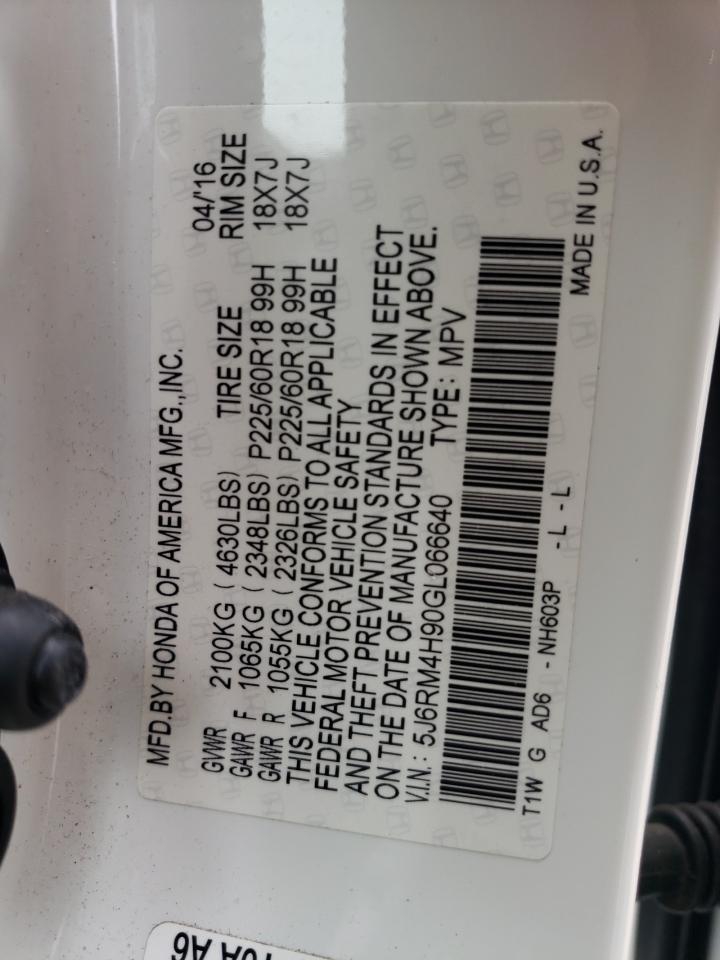 MFD.BY HONDA OF AMERICA MFG.,INC. 04/'16
GVWR 2100KG ( 4630LBS) TIRE SIZE RIM SIZE
GAWR F 1065KG ( 2348LBS) P225/60R18 99H 18X7J
GAWR R 1055KG ( 2326LBS) P225/60R18 99H 18X7J
THIS VEHICLE CONFORMS TO ALL APPLICABLE
FEDERAL MOTOR VEHICLE SAFETY
AND THEFT PREVENTION STANDARDS IN EFFECT
ON THE DATE OF MANUFACTURE SHOWN ABOVE.
V.I.N.: 5J6RM4H90GL066640 TYPE: MPV
T1W G AD6 - NH603P - L - L MADE IN U.S.A.